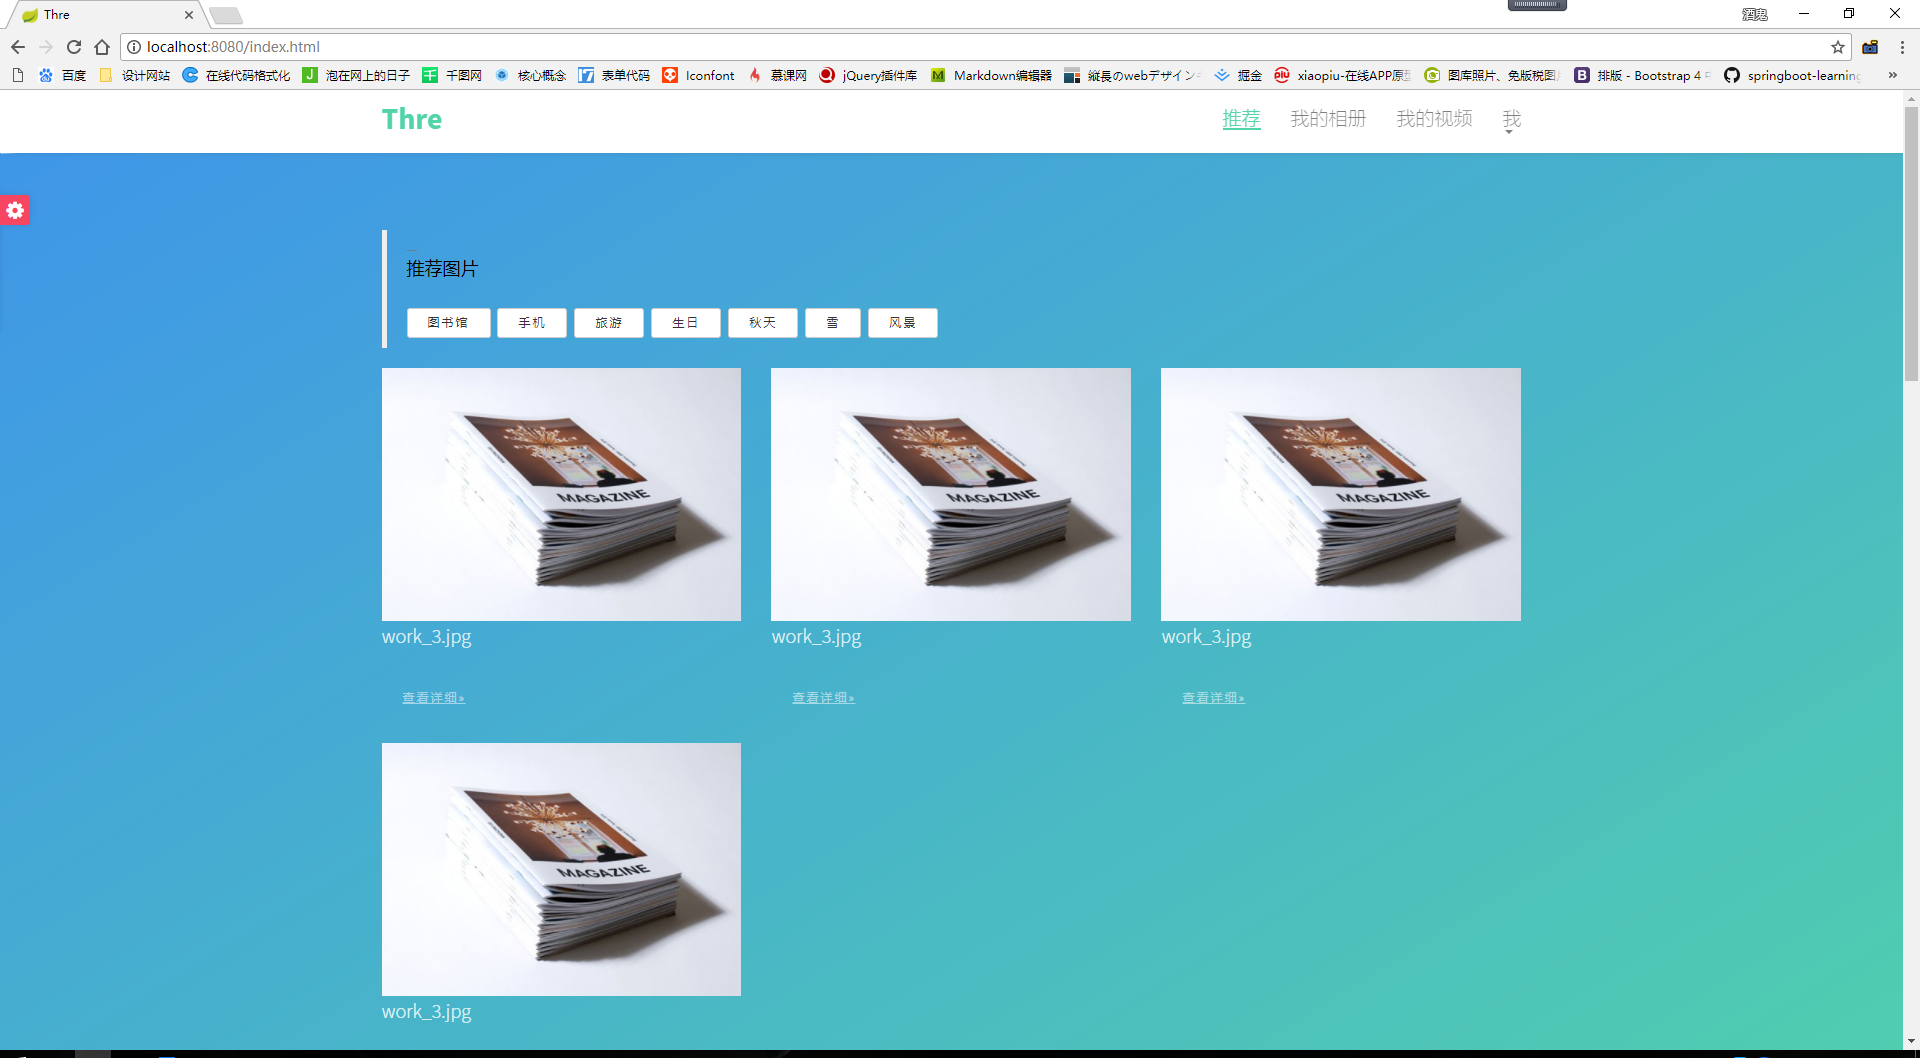 Thre
酒鬼
localhost:8080/index.html
百度 设计网站 在线代码格式化 泡在网上的日子 千图网 核心概念 表单代码 Iconfont 慕课网 jQuery插件库 Markdown编辑器 縦長のwebデザイン xiaopiu-在线APP原型 图库照片、免版税图 排版 - Bootstrap 4 springboot-learning »
Thre
推荐 我的相册 我的视频 我
推荐图片
图书馆 手机 旅游 生日 秋天 雪 风景
MAGAZINE MAGAZINE MAGAZINE
work_3.jpg work_3.jpg work_3.jpg
查看详细» 查看详细» 查看详细»
MAGAZINE
work_3.jpg